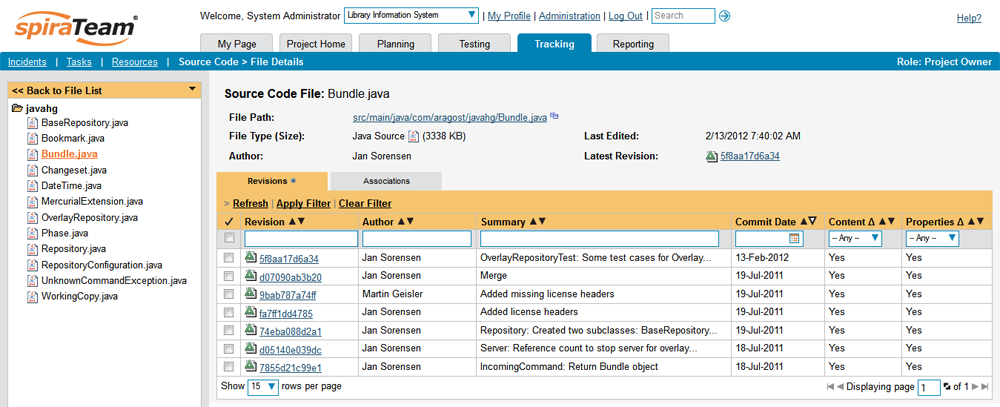 spiraTeam®
Welcome, System Administrator Library Information System | My Profile | Administration | Log Out | Search
Help?
My Page Project Home Planning Testing Tracking Reporting
Incidents | Tasks | Resources | Source Code > File Details Role: Project Owner
<< Back to File List
javahg
BaseRepository.java
Bookmark.java
Bundle.java
Changeset.java
DateTime.java
MercurialExtension.java
OverlayRepository.java
Phase.java
Repository.java
RepositoryConfiguration.java
UnknownCommandException.java
WorkingCopy.java
Source Code File: Bundle.java
File Path: src/main/java/com/aragost/javahg/Bundle.java
File Type (Size): Java Source (3338 KB) Last Edited: 2/13/2012 7:40:02 AM
Author: Jan Sorensen Latest Revision: 5f8aa17d6a34
Revisions Associations
> Refresh | Apply Filter | Clear Filter
✓ Revision ▲▼ Author ▲▼ Summary ▲▼ Commit Date ▲▽ Content Δ ▲▼ Properties Δ ▲▼
-- Any -- -- Any --
5f8aa17d6a34 Jan Sorensen OverlayRepositoryTest: Some test cases for Overlay... 13-Feb-2012 Yes Yes
d07090ab3b20 Jan Sorensen Merge 19-Jul-2011 Yes Yes
9bab787a74ff Martin Geisler Added missing license headers 19-Jul-2011 Yes Yes
fa7ff1dd4785 Jan Sorensen Added license headers 19-Jul-2011 Yes Yes
74eba088d2a1 Jan Sorensen Repository: Created two subclasses: BaseRepository... 19-Jul-2011 Yes Yes
d05140e039dc Jan Sorensen Server: Reference count to stop server for overlay... 18-Jul-2011 Yes Yes
7855d21c99e1 Jan Sorensen IncomingCommand: Return Bundle object 18-Jul-2011 Yes Yes
Show 15 rows per page Displaying page 1 of 1